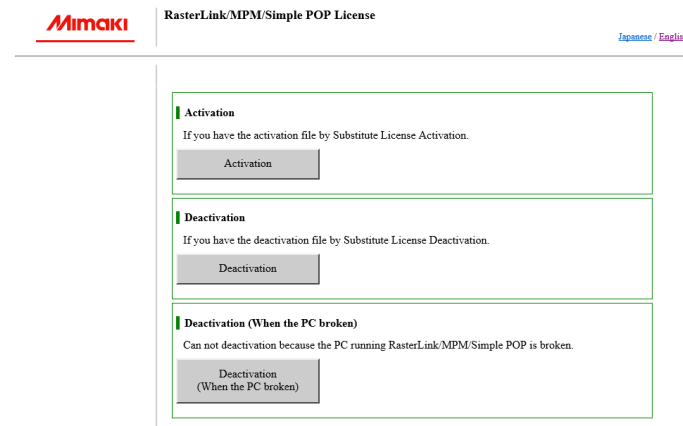 Mimaki
RasterLink/MPM/Simple POP License
Japanese / Englis
Activation
If you have the activation file by Substitute License Activation.
Activation
Deactivation
If you have the deactivation file by Substitute License Deactivation.
Deactivation
Deactivation (When the PC broken)
Can not deactivation because the PC running RasterLink/MPM/Simple POP is broken.
Deactivation
(When the PC broken)